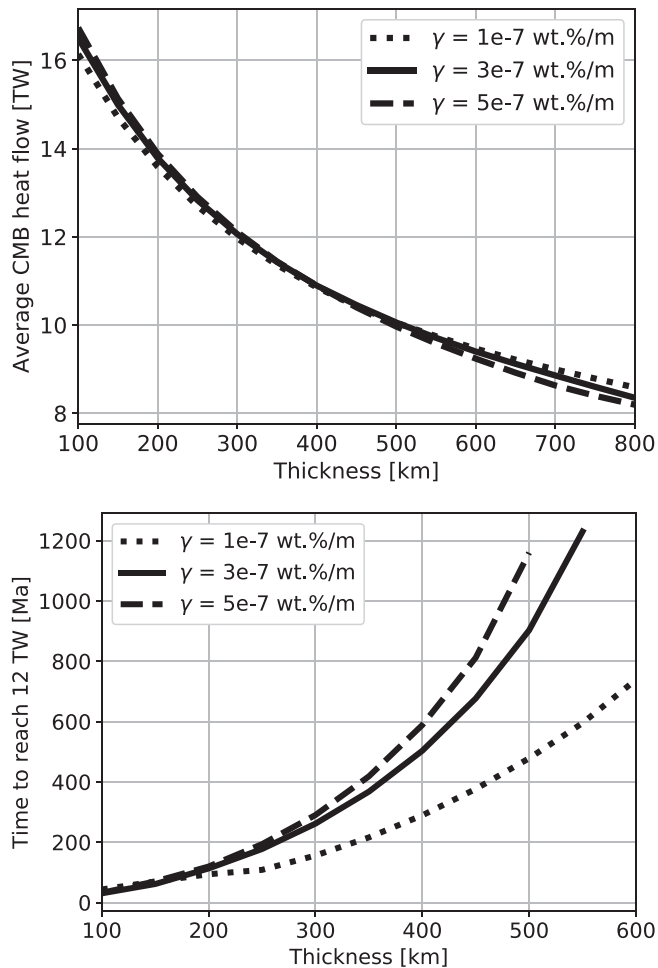 Average CMB heat flow [TW]
16
14
12
10
8
γ = 1e-7 wt.%/m
γ = 3e-7 wt.%/m
γ = 5e-7 wt.%/m
100 200 300 400 500 600 700 800
Thickness [km]
Time to reach 12 TW [Ma]
1200
1000
800
600
400
200
0
γ = 1e-7 wt.%/m
γ = 3e-7 wt.%/m
γ = 5e-7 wt.%/m
100 200 300 400 500 600
Thickness [km]